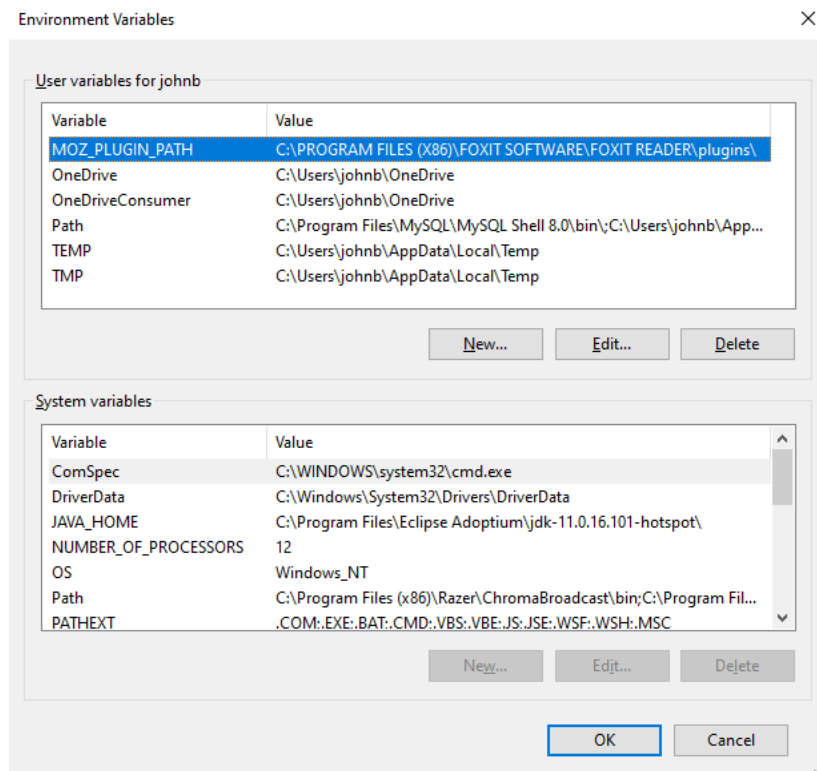 Environment Variables
User variables for johnb
Variable Value
MOZ_PLUGIN_PATH C:\PROGRAM FILES (X86)\FOXIT SOFTWARE\FOXIT READER\plugins\
OneDrive C:\Users\johnb\OneDrive
OneDriveConsumer C:\Users\johnb\OneDrive
Path C:\Program Files\MySQL\MySQL Shell 8.0\bin\;C:\Users\johnb\App...
TEMP C:\Users\johnb\AppData\Local\Temp
TMP C:\Users\johnb\AppData\Local\Temp
New... Edit... Delete
System variables
Variable Value
ComSpec C:\WINDOWS\system32\cmd.exe
DriverData C:\Windows\System32\Drivers\DriverData
JAVA_HOME C:\Program Files\Eclipse Adoptium\jdk-11.0.16.101-hotspot\
NUMBER_OF_PROCESSORS 12
OS Windows_NT
Path C:\Program Files (x86)\Razer\ChromaBroadcast\bin;C:\Program Fil...
PATHEXT .COM;.EXE;.BAT;.CMD;.VBS;.VBE;.JS;.JSE;.WSF;.WSH;.MSC
New... Edit... Delete
OK Cancel